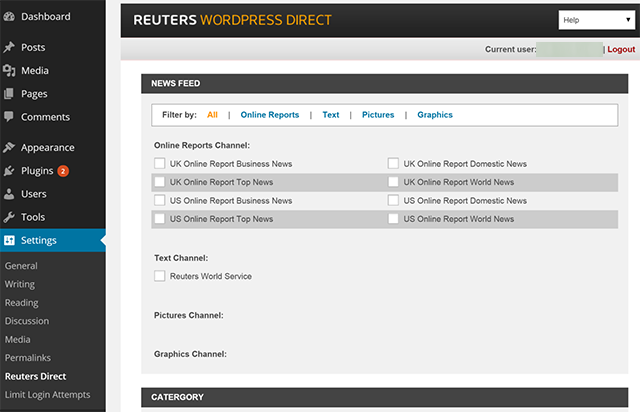 Dashboard
Posts
Media
Pages
Comments
Appearance
Plugins 2
Users
Tools
Settings
General
Writing
Reading
Discussion
Media
Permalinks
Reuters Direct
Limit Login Attempts
REUTERS WORDPRESS DIRECT
Help
Current user: | Logout
NEWS FEED
Filter by: All | Online Reports | Text | Pictures | Graphics
Online Reports Channel:
UK Online Report Business News UK Online Report Domestic News
UK Online Report Top News UK Online Report World News
US Online Report Business News US Online Report Domestic News
US Online Report Top News US Online Report World News
Text Channel:
Reuters World Service
Pictures Channel:
Graphics Channel:
CATERGORY